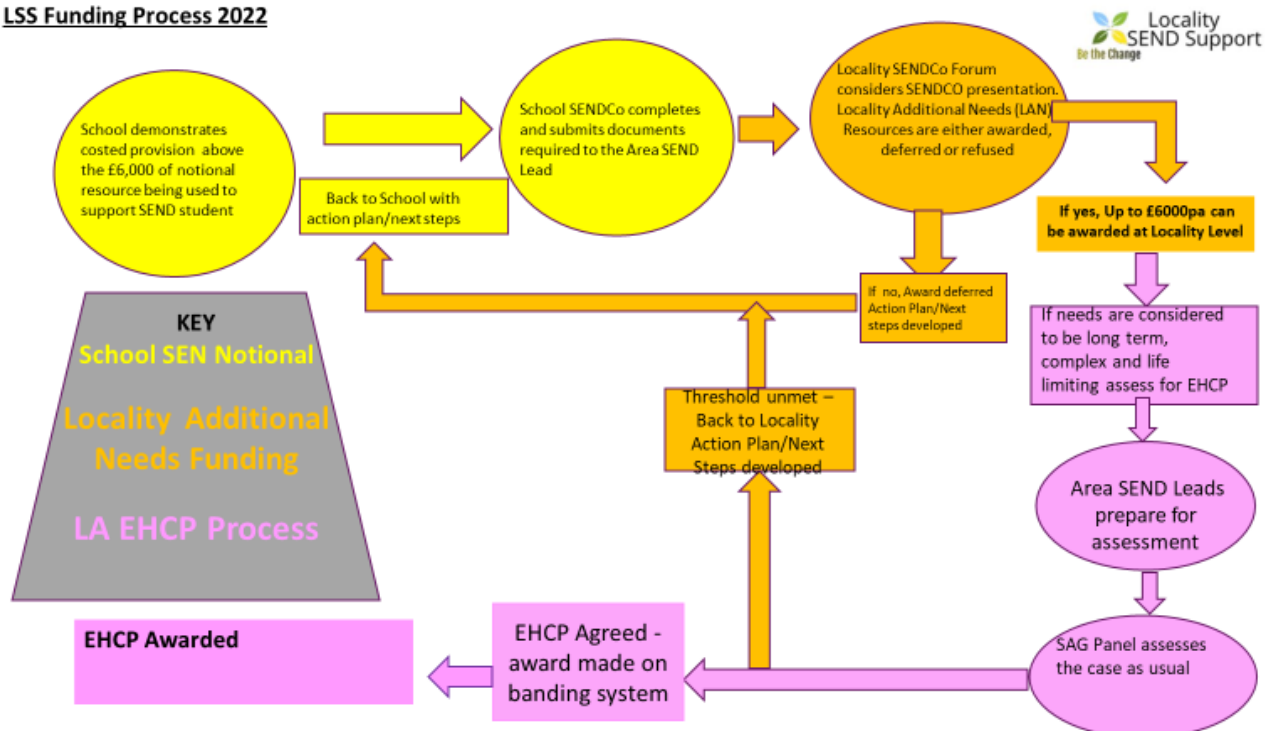 LSS Funding Process 2022
Locality
SEND Support
Be the Change
School demonstrates
costed provision above
the £6,000 of notional
resource being used to
support SEND student
School SENDCo completes
and submits documents
required to the Area SEND
Lead
Locality SENDCo Forum
considers SENDCO presentation.
Locality Additional Needs (LAN)
Resources are either awarded,
deferred or refused
Back to School with
action plan/next steps
If yes, Up to £6000pa can
be awarded at Locality Level
If no, Award deferred
Action Plan/Next
steps developed
If needs are considered
to be long term,
complex and life
limiting assess for EHCP
KEY
School SEN Notional
Locality Additional
Needs Funding
LA EHCP Process
Threshold unmet –
Back to Locality
Action Plan/Next
Steps developed
Area SEND Leads
prepare for
assessment
EHCP Awarded
EHCP Agreed -
award made on
banding system
SAG Panel assesses
the case as usual